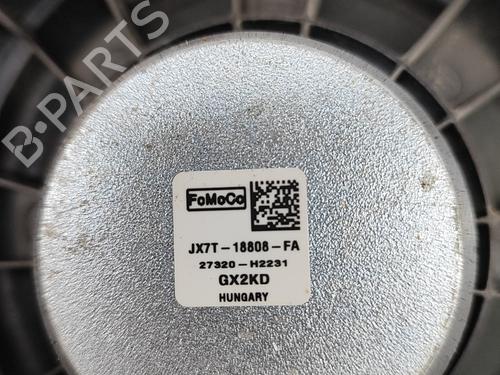 B-PARTS
FoMoCo
JX7T-18808-FA
27320-H2231
GX2KD
HUNGARY